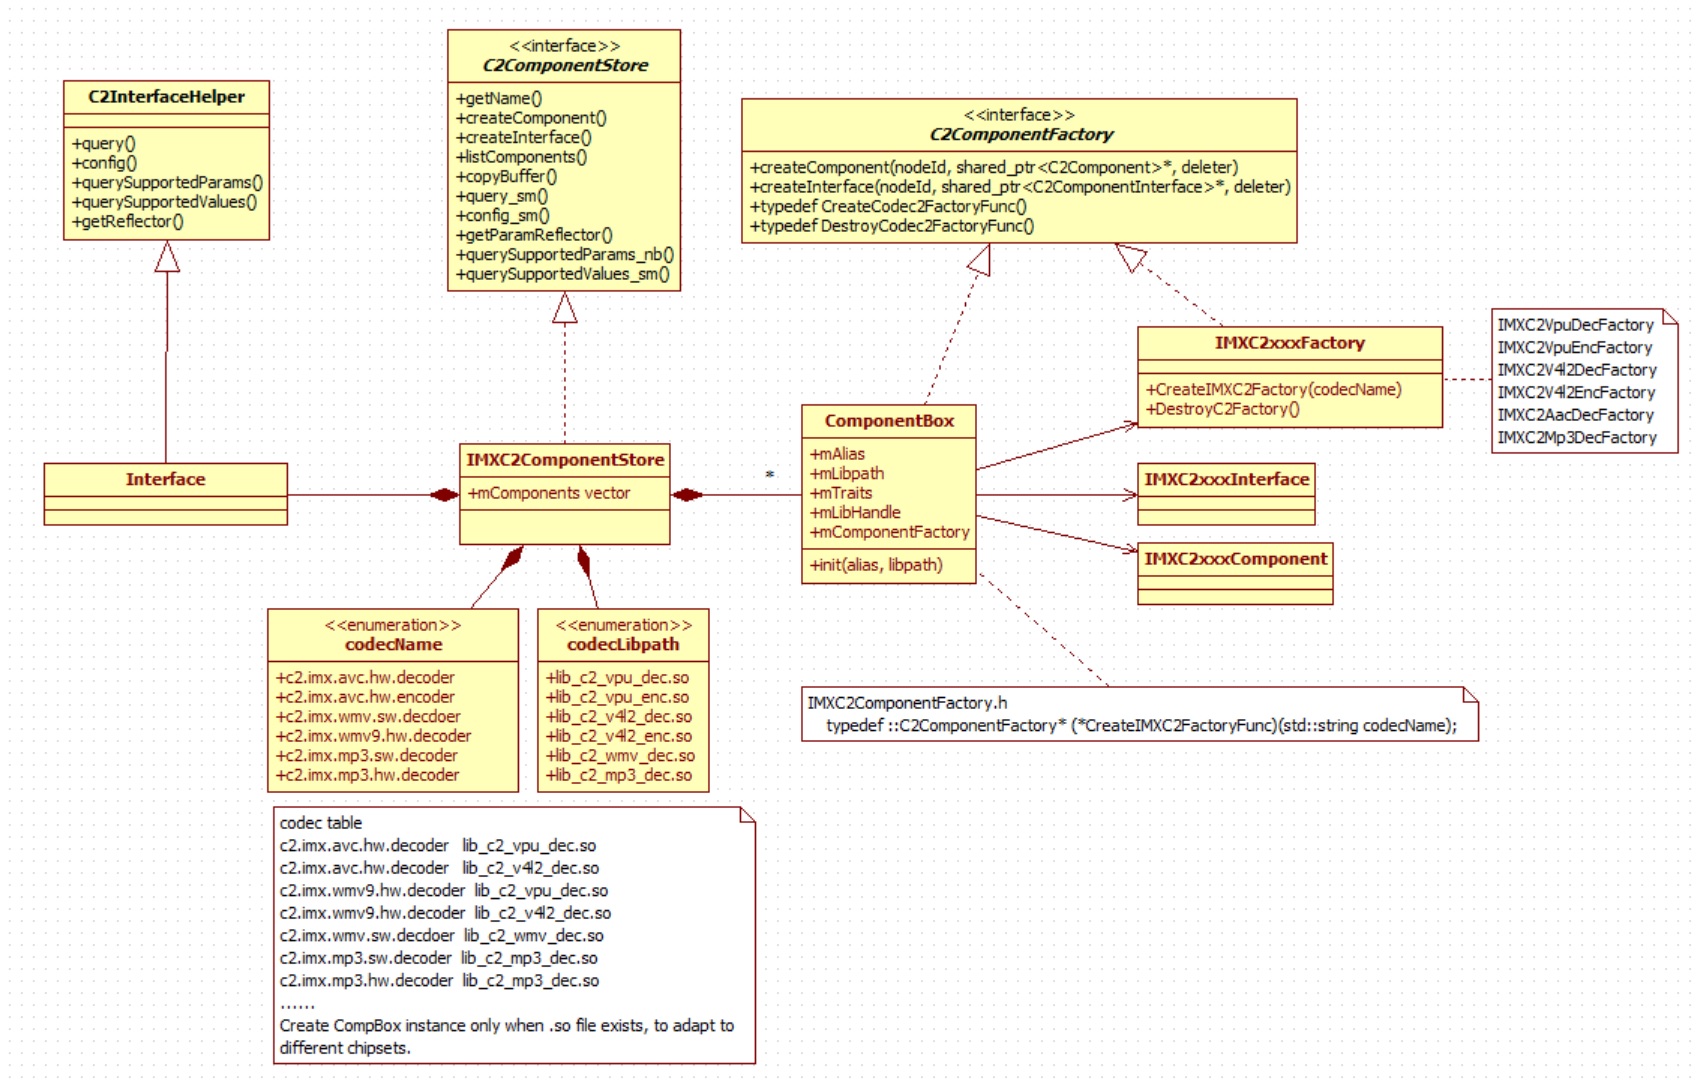 <<interface>>
C2ComponentStore
+getName()
+createComponent()
+createInterface()
+listComponents()
+copyBuffer()
+query_sm()
+config_sm()
+getParamReflector()
+querySupportedParams_nb()
+querySupportedValues_sm()
C2InterfaceHelper
+query()
+config()
+querySupportedParams()
+querySupportedValues()
+getReflector()
<<interface>>
C2ComponentFactory
+createComponent(nodeId, shared_ptr<C2Component>*, deleter)
+createInterface(nodeId, shared_ptr<C2ComponentInterface>*, deleter)
+typedef CreateCodec2FactoryFunc()
+typedef DestroyCodec2FactoryFunc()
IMXC2xxxFactory
+CreateIMXC2Factory(codecName)
+DestroyC2Factory()
IMXC2VpuDecFactory
IMXC2VpuEncFactory
IMXC2V4l2DecFactory
IMXC2V4l2EncFactory
IMXC2AacDecFactory
IMXC2Mp3DecFactory
Interface
IMXC2ComponentStore
+mComponents vector
*
ComponentBox
+mAlias
+mLibpath
+mTraits
+mLibHandle
+mComponentFactory
+init(alias, libpath)
IMXC2xxxInterface
IMXC2xxxComponent
<<enumeration>>
codecName
+c2.imx.avc.hw.decoder
+c2.imx.avc.hw.encoder
+c2.imx.wmv.sw.decdoer
+c2.imx.wmv9.hw.decoder
+c2.imx.mp3.sw.decoder
+c2.imx.mp3.hw.decoder
<<enumeration>>
codecLibpath
+lib_c2_vpu_dec.so
+lib_c2_vpu_enc.so
+lib_c2_v4l2_dec.so
+lib_c2_v4l2_enc.so
+lib_c2_wmv_dec.so
+lib_c2_mp3_dec.so
IMXC2ComponentFactory.h
typedef ::C2ComponentFactory* (*CreateIMXC2FactoryFunc)(std::string codecName);
codec table
c2.imx.avc.hw.decoder lib_c2_vpu_dec.so
c2.imx.avc.hw.decoder lib_c2_v4l2_dec.so
c2.imx.wmv9.hw.decoder lib_c2_vpu_dec.so
c2.imx.wmv9.hw.decoder lib_c2_v4l2_dec.so
c2.imx.wmv.sw.decdoer lib_c2_wmv_dec.so
c2.imx.mp3.sw.decoder lib_c2_mp3_dec.so
c2.imx.mp3.hw.decoder lib_c2_mp3_dec.so
......
Create CompBox instance only when .so file exists, to adapt to
different chipsets.